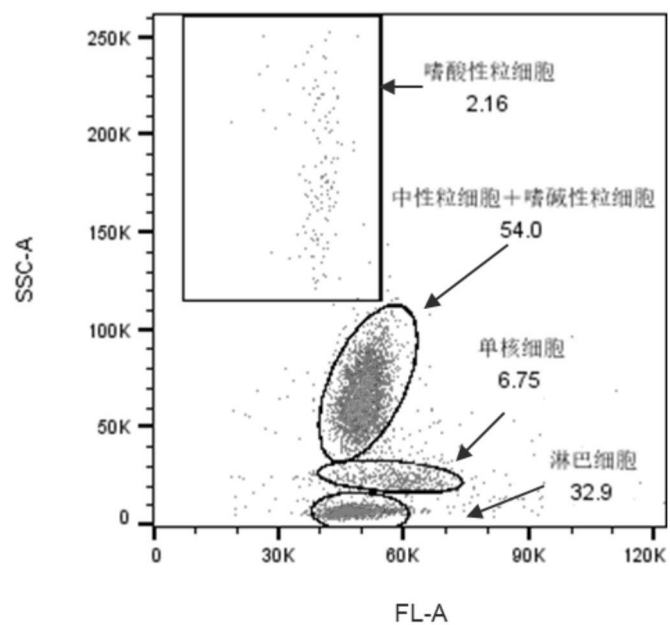 250K
200K
150K
100K
50K
0
SSC-A
嗜酸性粒细胞
2.16
中性粒细胞+嗜碱性粒细胞
54.0
单核细胞
6.75
淋巴细胞
32.9
0
30K
60K
90K
120K
FL-A